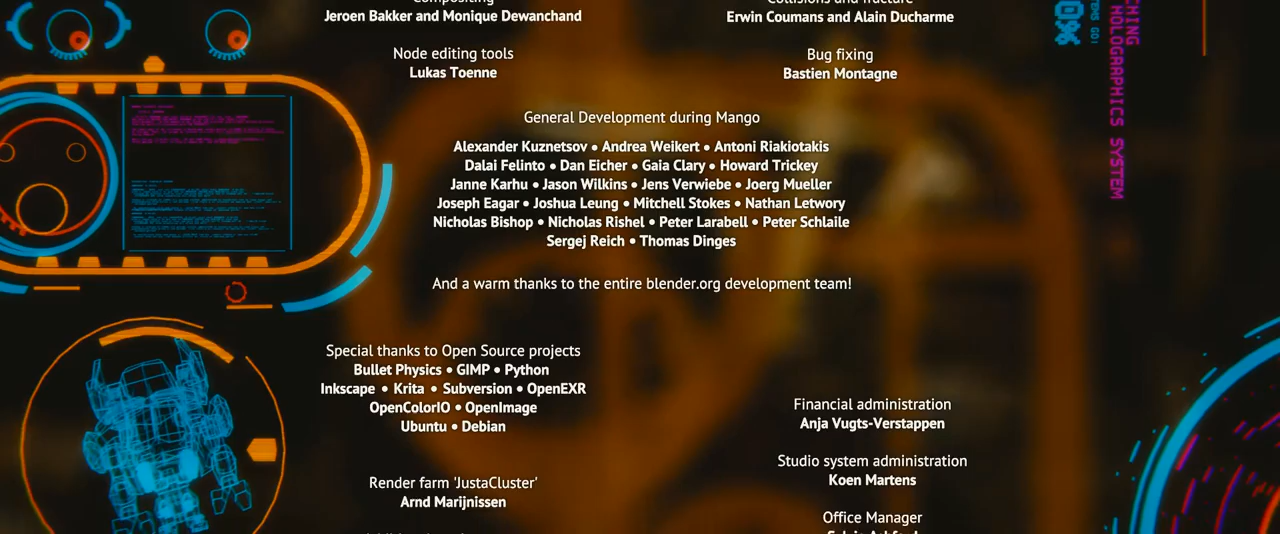 Compositing
Jeroen Bakker and Monique Dewanchand
Node editing tools
Lukas Toenne
Collisions and fracture
Erwin Coumans and Alain Ducharme
Bug fixing
Bastien Montagne
General Development during Mango
Alexander Kuznetsov • Andrea Weikert • Antoni Riakiotakis
Dalai Felinto • Dan Eicher • Gaia Clary • Howard Trickey
Janne Karhu • Jason Wilkins • Jens Verwiebe • Joerg Mueller
Joseph Eagar • Joshua Leung • Mitchell Stokes • Nathan Letwory
Nicholas Bishop • Nicholas Rishel • Peter Larabell • Peter Schlaile
Sergej Reich • Thomas Dinges
And a warm thanks to the entire blender.org development team!
Special thanks to Open Source projects
Bullet Physics • GIMP • Python
Inkscape • Krita • Subversion • OpenEXR
OpenColorIO • OpenImage
Ubuntu • Debian
Render farm 'JustaCluster'
Arnd Marijnissen
Financial administration
Anja Vugts-Verstappen
Studio system administration
Koen Martens
Office Manager
HOLOGRAPHICS SYSTEM